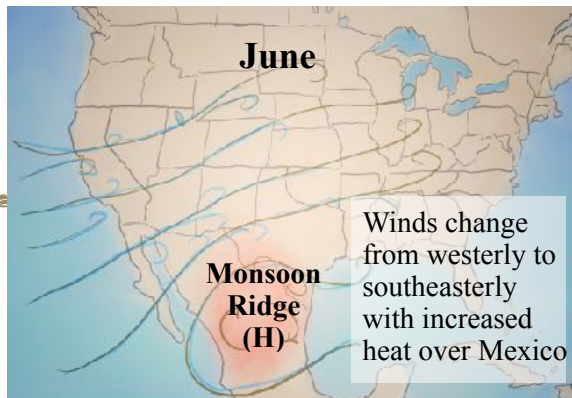 June
Monsoon
Ridge
(H)
Winds change
from westerly to
southeasterly
with increased
heat over Mexico